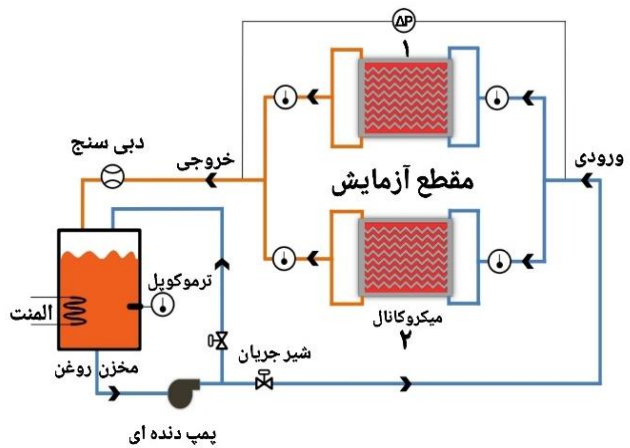 ΔP
۱
دبی سنج
خروجی
ورودی
مقطع آزمایش
ترموکوپل
المنت
میکروکانال
۲
مخزن روغن
شیر جریان
پمپ دنده ای